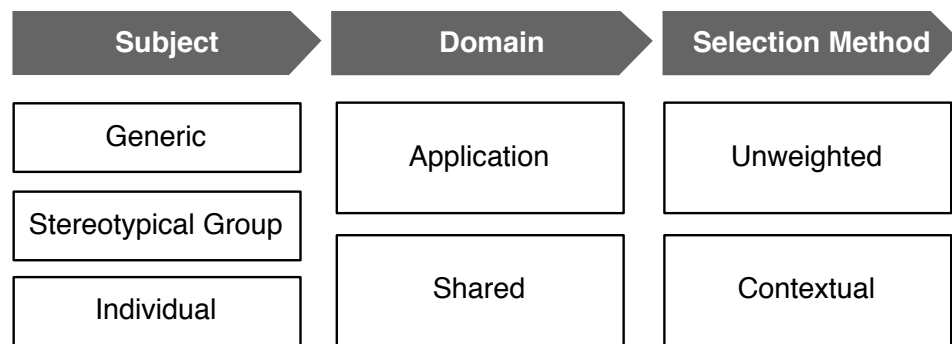 Subject
Domain
Selection Method
Generic
Stereotypical Group
Individual
Application
Shared
Unweighted
Contextual